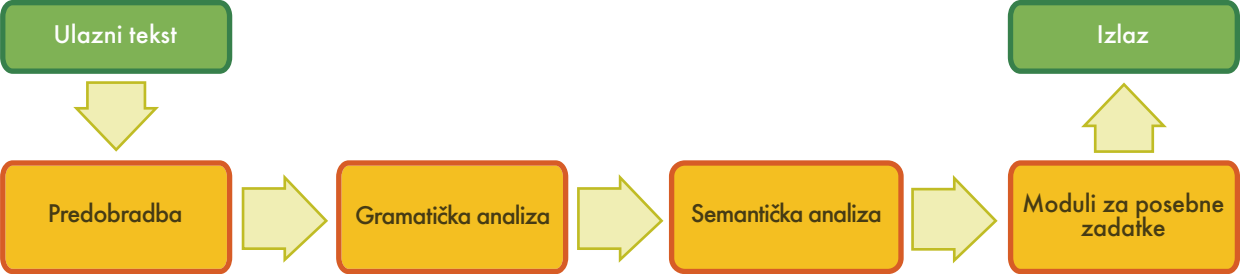 Ulazni tekst
Izlaz
Predobradba
Gramatička analiza
Semantička analiza
Moduli za posebne
zadatke